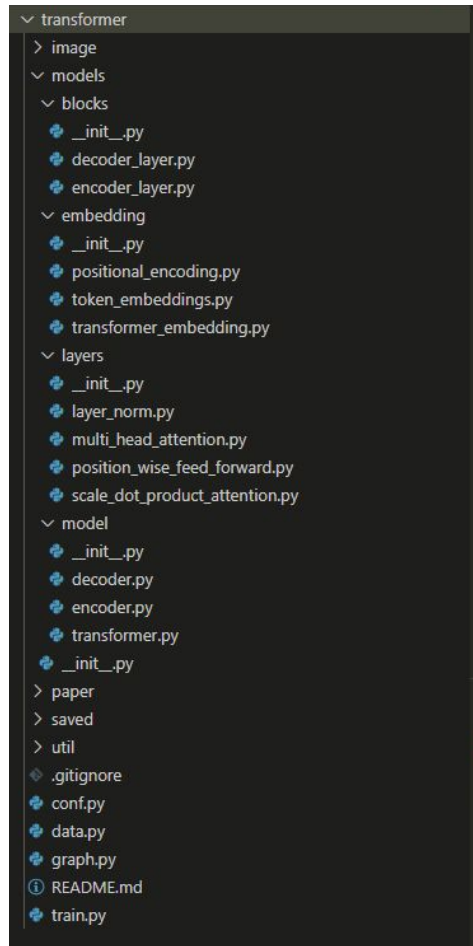 transformer
image
models
blocks
__init__.py
decoder_layer.py
encoder_layer.py
embedding
__init__.py
positional_encoding.py
token_embeddings.py
transformer_embedding.py
layers
__init__.py
layer_norm.py
multi_head_attention.py
position_wise_feed_forward.py
scale_dot_product_attention.py
model
__init__.py
decoder.py
encoder.py
transformer.py
__init__.py
paper
saved
util
.gitignore
conf.py
data.py
graph.py
README.md
train.py